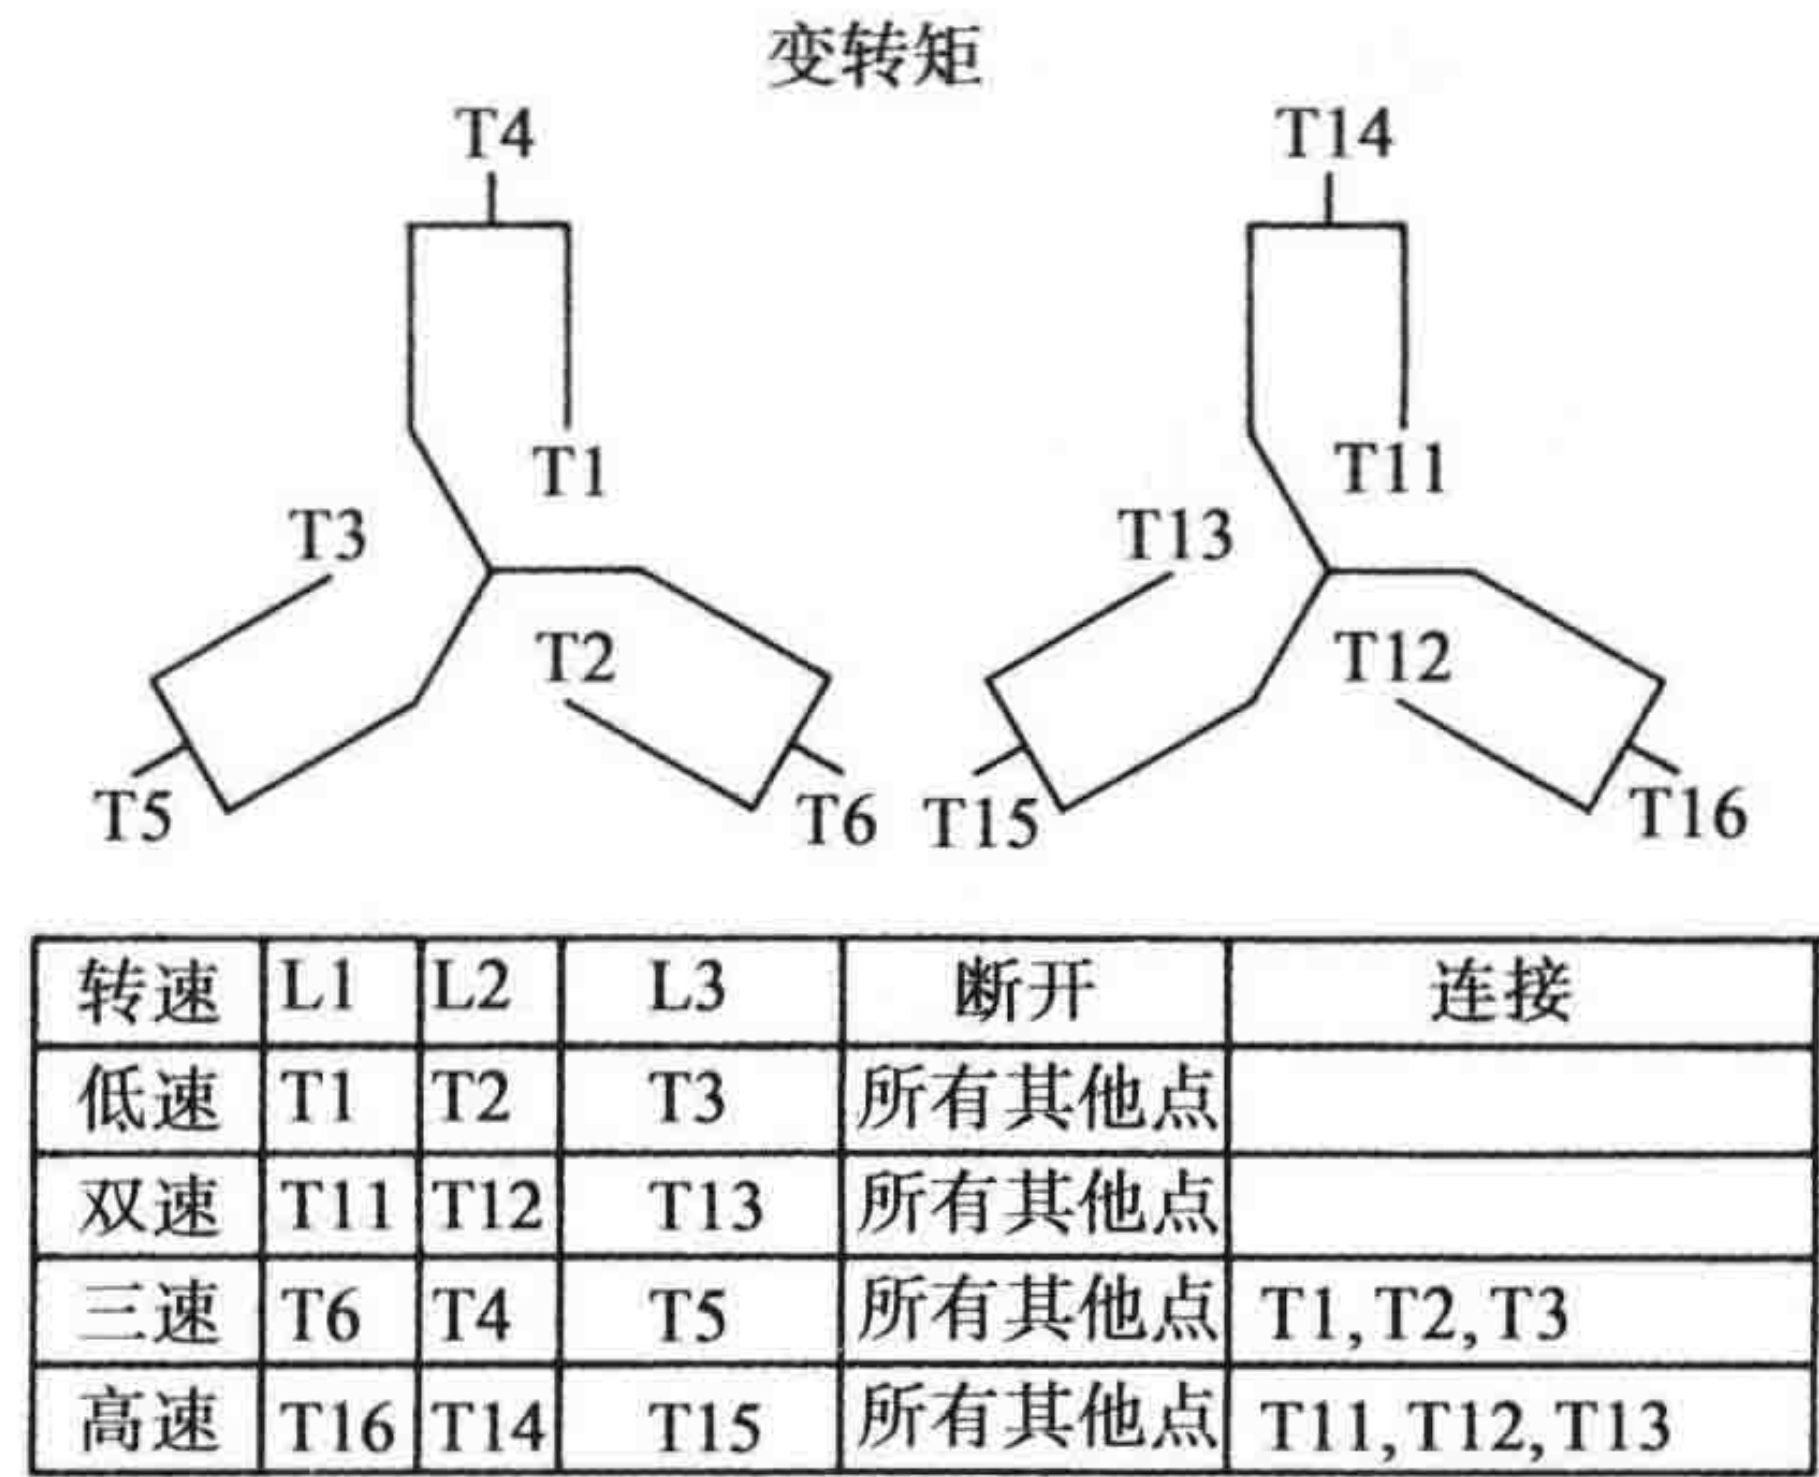 变转矩
T4 T14
T1 T11
T3 T13
T2 T12
T5 T6 T15 T16
转速 L1 L2 L3 断开 连接
低速 T1 T2 T3 所有其他点
双速 T11 T12 T13 所有其他点
三速 T6 T4 T5 所有其他点 T1, T2, T3
高速 T16 T14 T15 所有其他点 T11, T12, T13